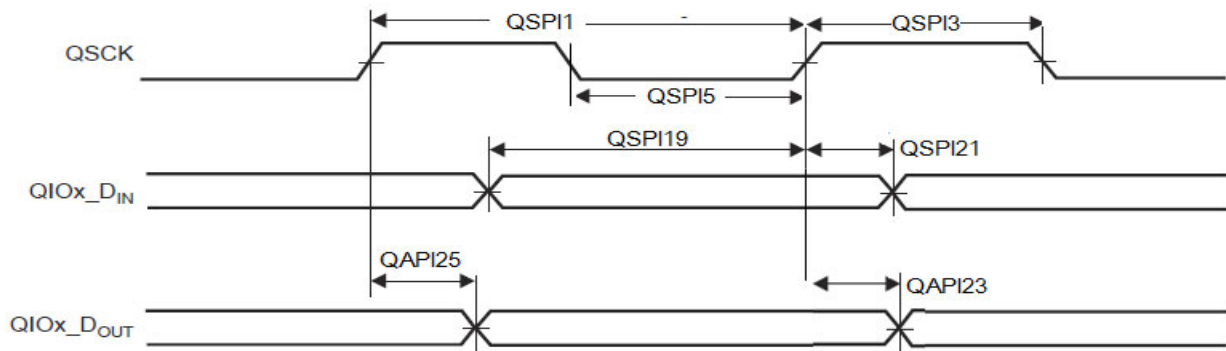 QSPI1
QSPI3
QSCK
QSPI5
QSPI19
QSPI21
QIOx_DIN
QAPI25
QAPI23
QIOx_DOUT